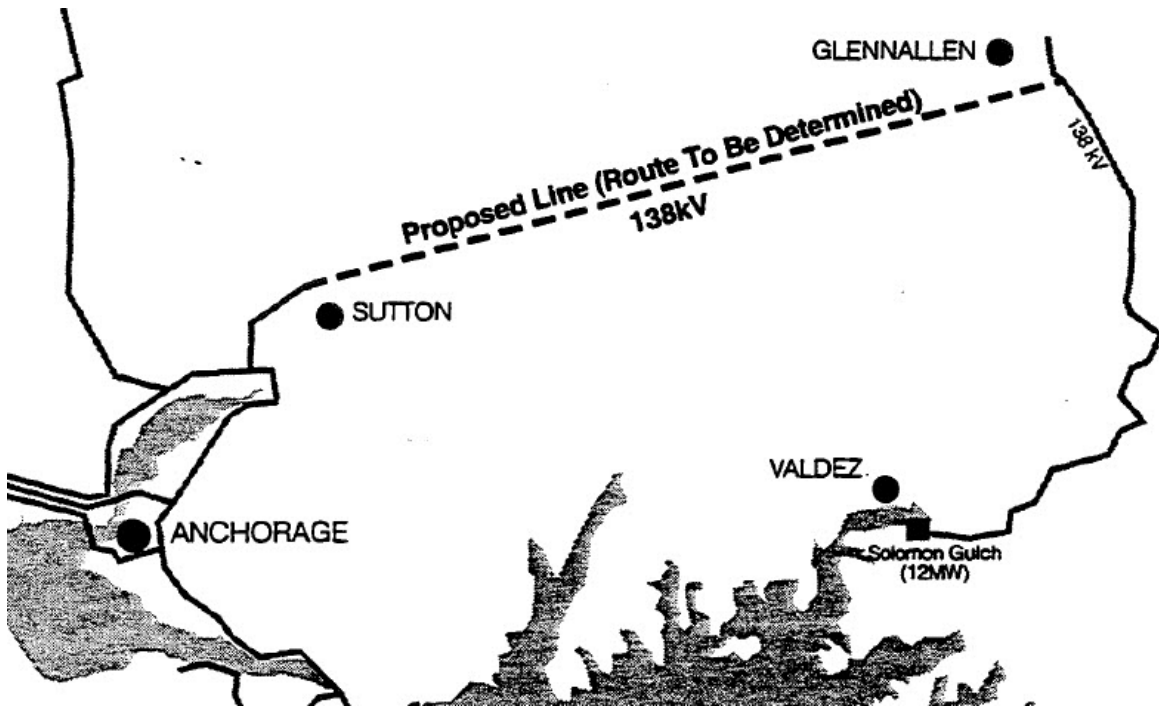 GLENNALLEN
Proposed Line (Route To Be Determined)
138kV
138 kV
SUTTON
VALDEZ
ANCHORAGE
Solomon Gulch
(12MW)